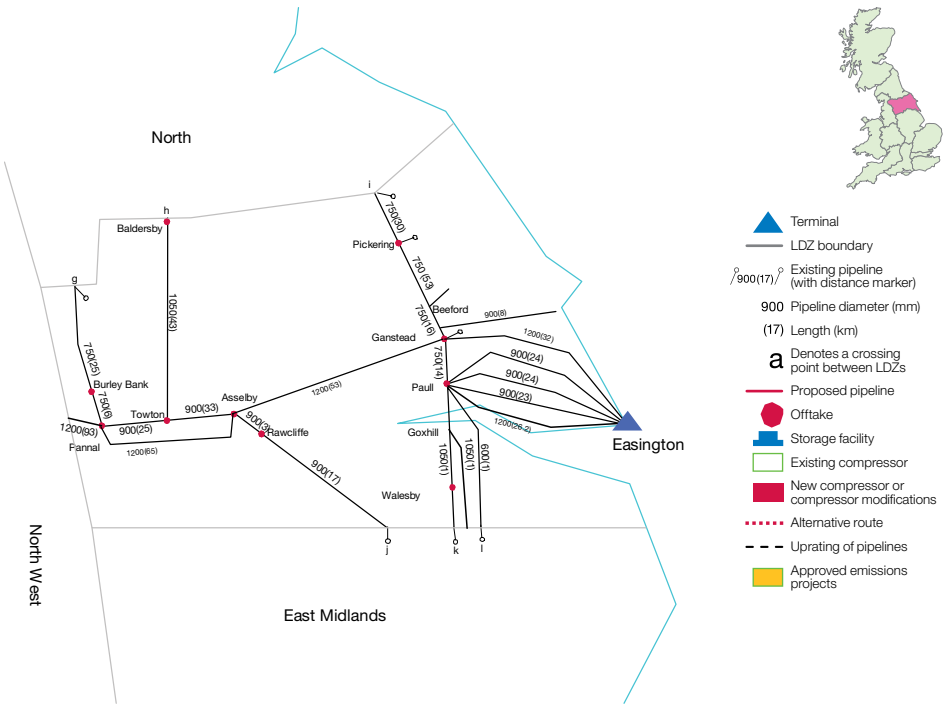 North
i
h
Baldersby
750(30)
Pickering
g
750 (53)
1050(43)
Beeford
900(8)
750(16)
Ganstead
1200(32)
750(14)
900(24)
750(25)
900(24)
Burley Bank
Paull
900(23)
750(6)
Asselby
1200(53)
Towton
900(33)
900(3)
Rawcliffe
1200(93)
900(25)
1200(26.2)
Goxhill
Easington
Pannal
1200(65)
1050(1)
1050(1)
600(1)
900(17)
Walesby
North West
j
k
l
East Midlands
Terminal
LDZ boundary
900(17)
Existing pipeline
(with distance marker)
900
Pipeline diameter (mm)
(17)
Length (km)
a
Denotes a crossing
point between LDZs
Proposed pipeline
Offtake
Storage facility
Existing compressor
New compressor or
compressor modifications
Alternative route
Uprating of pipelines
Approved emissions
projects